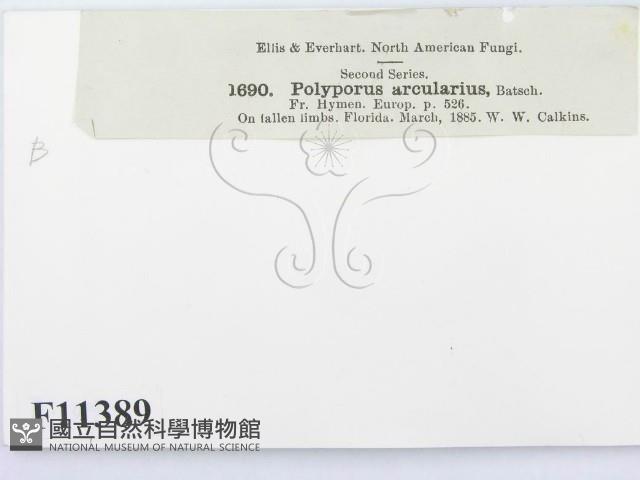 Ellis & Everhart. North American Fungi.
Second Series.
1690. Polyporus arcularius, Batsch.
Fr. Hymen. Europ. p. 526.
On fallen limbs. Florida. March, 1885. W. W. Calkins.
B
F11389
國立自然科學博物館
NATIONAL MUSEUM OF NATURAL SCIENCE